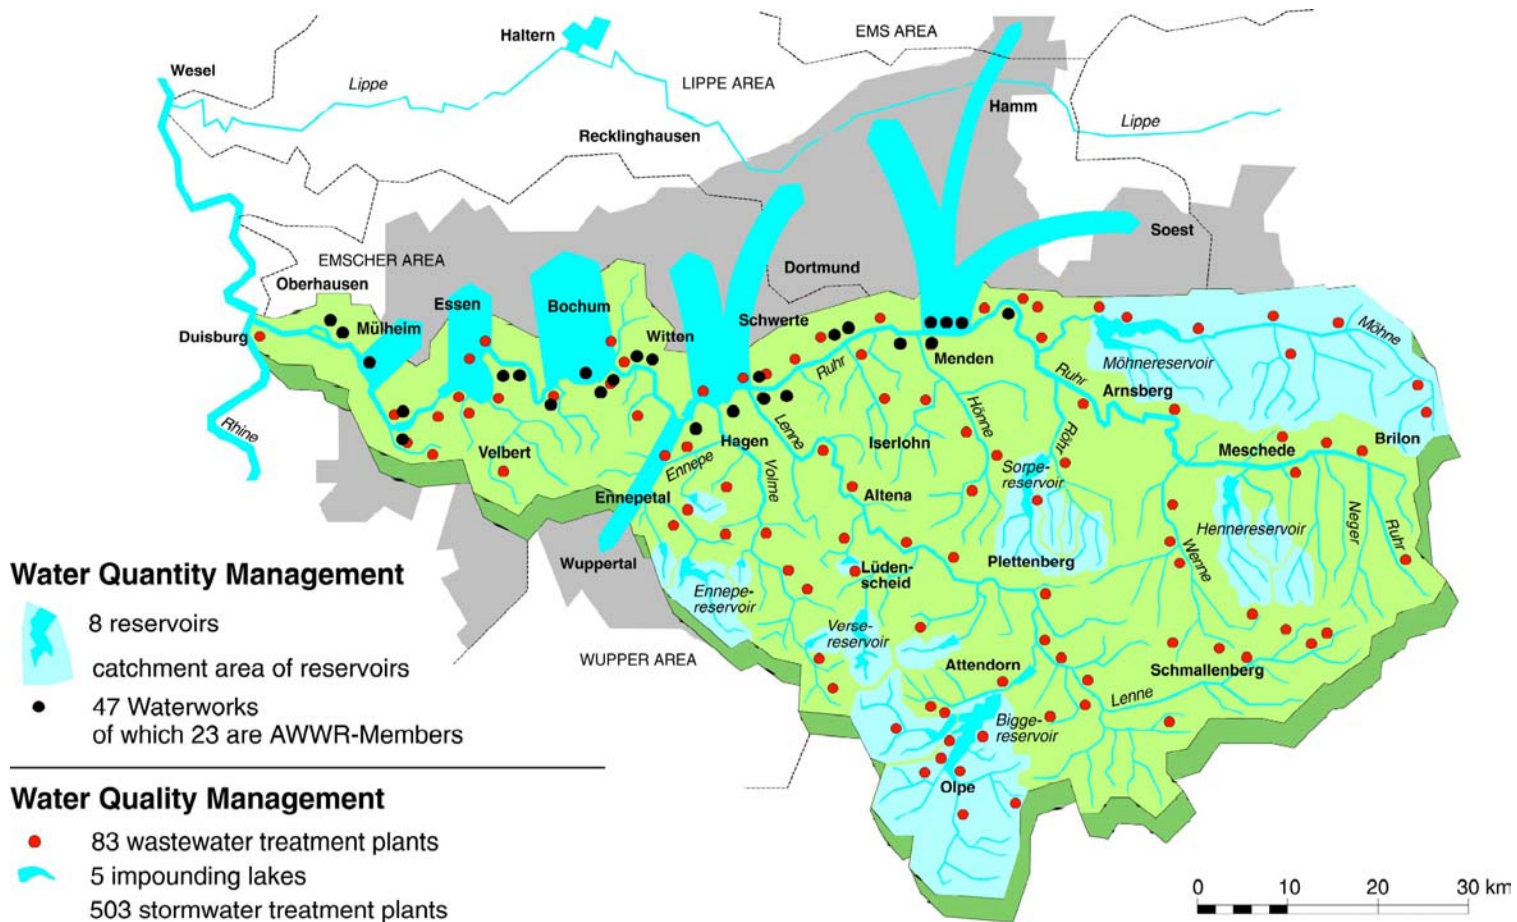 Haltern
EMS AREA
Wesel
Lippe
LIPPE AREA
Hamm
Lippe
Recklinghausen
Soest
EMSCHER AREA
Dortmund
Oberhausen
Essen
Bochum
Duisburg
Mülheim
Witten
Schwerte
Menden
Möhne
Möhnereservoir
Ruhr
Ruhr
Arnsberg
Rhine
Velbert
Hagen
Lenne
Iserlohn
Hönne
Röhr
Meschede
Brilon
Ennepe
Volme
Sorpe-
reservoir
Ennepetal
Altena
Hennereservoir
Neger
Ruhr
Wuppertal
Lüden-
scheid
Plettenberg
Wenne
Ennepe-
reservoir
Verse-
reservoir
WUPPER AREA
Attendorn
Schmallenberg
Lenne
Bigge-
reservoir
Olpe
Water Quantity Management
8 reservoirs
catchment area of reservoirs
47 Waterworks
of which 23 are AWWR-Members
Water Quality Management
83 wastewater treatment plants
5 impounding lakes
503 stormwater treatment plants
0 10 20 30 km